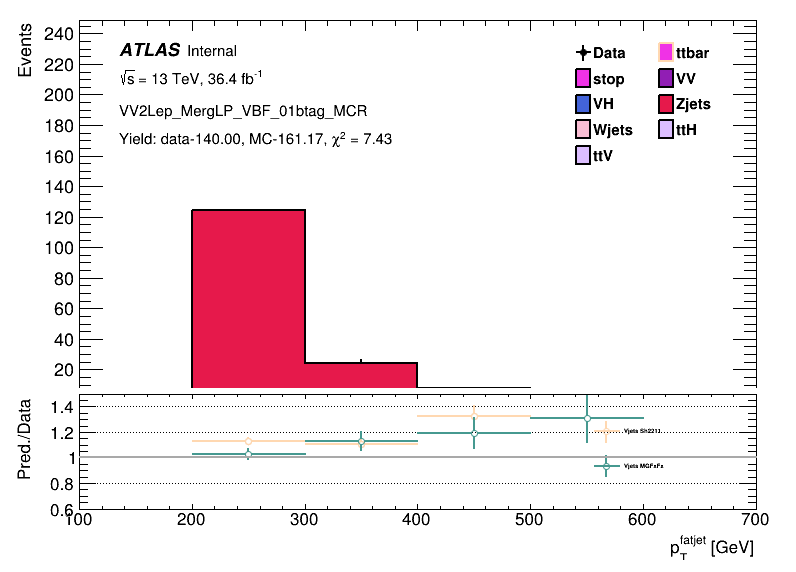 Events
240
220
200
180
160
140
120
100
80
60
40
20
ATLAS Internal
√s = 13 TeV, 36.4 fb⁻¹
VV2Lep_MergLP_VBF_01btag_MCR
Yield: data-140.00, MC-161.17, χ² = 7.43
Data
ttbar
stop
VV
VH
Zjets
Wjets
ttH
ttV
Pred./Data
1.4
1.2
1
0.8
0.6
Vjets Sh2211
Vjets MGFxFx
100 200 300 400 500 600 700
p_T^fatjet [GeV]